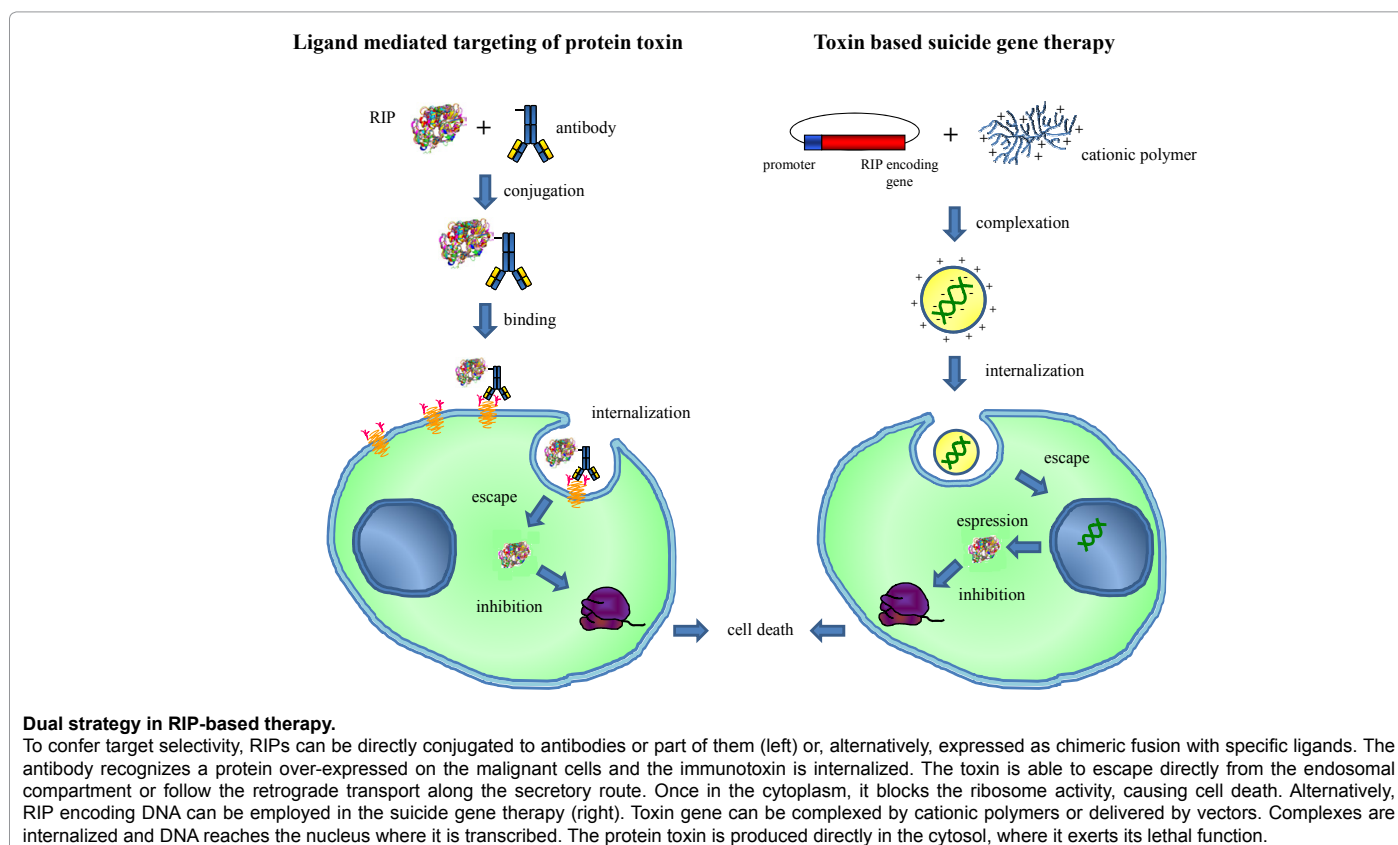 Ligand mediated targeting of protein toxin
RIP
+
antibody
conjugation
binding
internalization
escape
inhibition
Toxin based suicide gene therapy
promoter
RIP encoding
gene
+
cationic polymer
complexation
internalization
escape
espression
inhibition
cell death
Dual strategy in RIP-based therapy.
To confer target selectivity, RIPs can be directly conjugated to antibodies or part of them (left) or, alternatively, expressed as chimeric fusion with specific ligands. The
antibody recognizes a protein over-expressed on the malignant cells and the immunotoxin is internalized. The toxin is able to escape directly from the endosomal
compartment or follow the retrograde transport along the secretory route. Once in the cytoplasm, it blocks the ribosome activity, causing cell death. Alternatively,
RIP encoding DNA can be employed in the suicide gene therapy (right). Toxin gene can be complexed by cationic polymers or delivered by vectors. Complexes are
internalized and DNA reaches the nucleus where it is transcribed. The protein toxin is produced directly in the cytosol, where it exerts its lethal function.